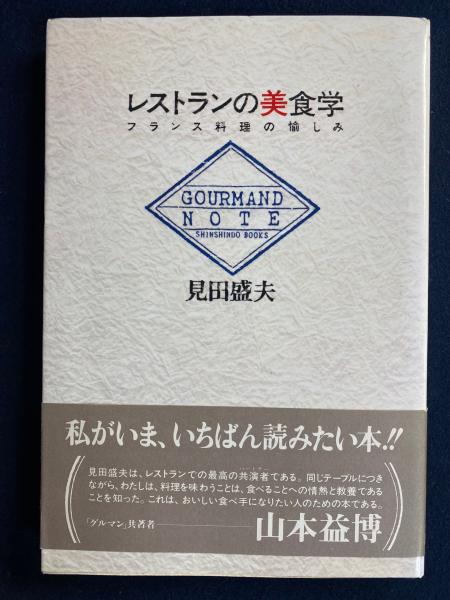 レストランの美食学
フランス料理の愉しみ
GOURMAND
NOTE
SHINSHINDO BOOKS
見田盛夫
私がいま、いちばん読みたい本!!
見田盛夫は、レストランでの最高の共演者である。同じテーブルにつき
ながら、わたしは、料理を味わうことは、食べることへの情熱と教養である
ことを知った。これは、おいしい食べ手になりたい人のための本である。
「グルマン」共著者 山本益博